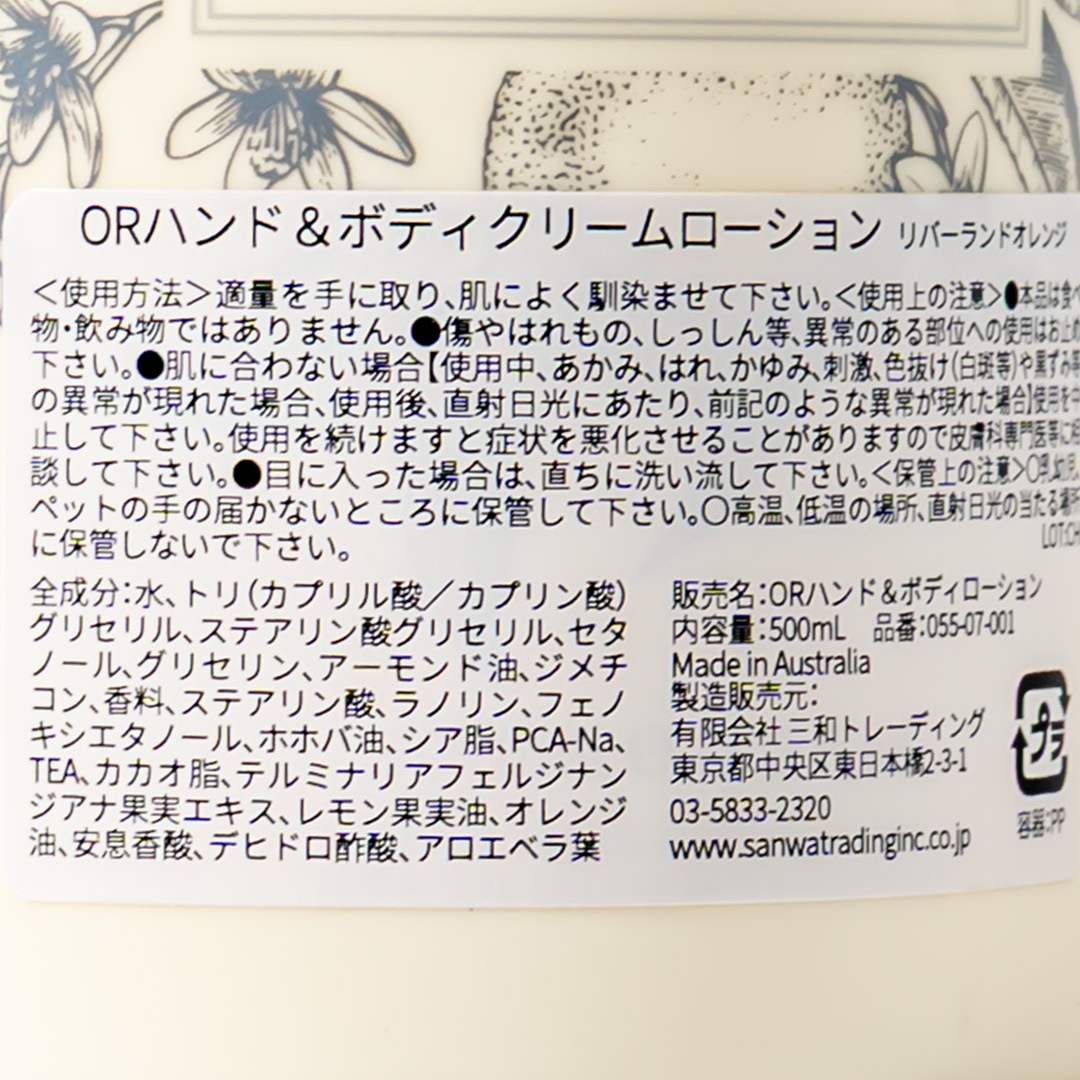 ORハンド&ボディクリームローション リバーランドオレンジ
<使用方法>適量を手に取り、肌によく馴染ませて下さい。<使用上の注意>●本品は食べ
物・飲み物ではありません。●傷やはれもの、しっしん等、異常のある部位への使用はお止め
下さい。●肌に合わない場合【使用中、あかみ、はれ、かゆみ、刺激、色抜け(白斑等)や黒ずみ等
の異常が現れた場合、使用後、直射日光にあたり、前記のような異常が現れた場合】使用を中
止して下さい。使用を続けますと症状を悪化させることがありますので皮膚科専門医等に相
談して下さい。●目に入った場合は、直ちに洗い流して下さい。<保管上の注意>○乳幼児、
ペットの手の届かないところに保管して下さい。○高温、低温の場所、直射日光の当たる場所
に保管しないで下さい。
LOT:CH
全成分:水、トリ(カプリル酸/カプリン酸)
グリセリル、ステアリン酸グリセリル、セタ
ノール、グリセリン、アーモンド油、ジメチ
コン、香料、ステアリン酸、ラノリン、フェノ
キシエタノール、ホホバ油、シア脂、PCA-Na、
TEA、カカオ脂、テルミナリアフェルジナン
ジアナ果実エキス、レモン果実油、オレンジ
油、安息香酸、デヒドロ酢酸、アロエベラ葉
販売名:ORハンド&ボディローション
内容量:500mL 品番:055-07-001
Made in Australia
製造販売元:
有限会社 三和トレーディング
東京都中央区東日本橋2-3-1
03-5833-2320
www.sanwatradinginc.co.jp
プラ
容器:PP